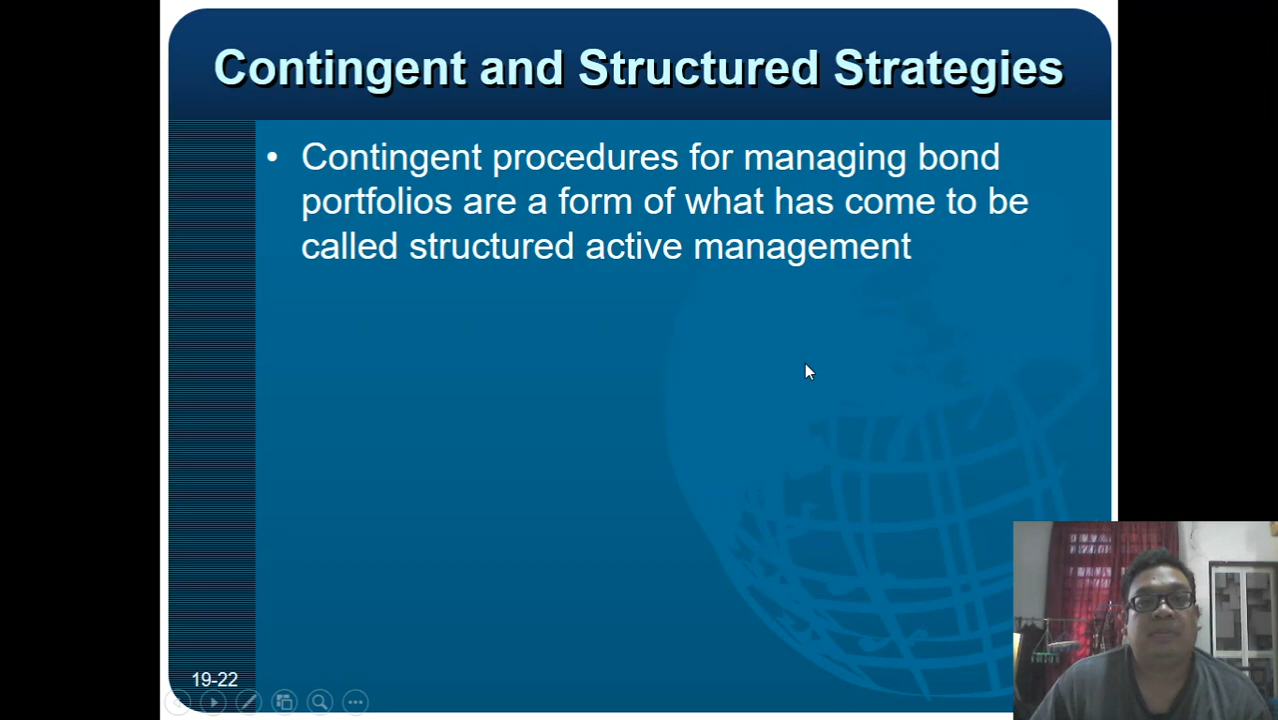 Contingent and Structured Strategies
• Contingent procedures for managing bond
portfolios are a form of what has come to be
called structured active management
19-22